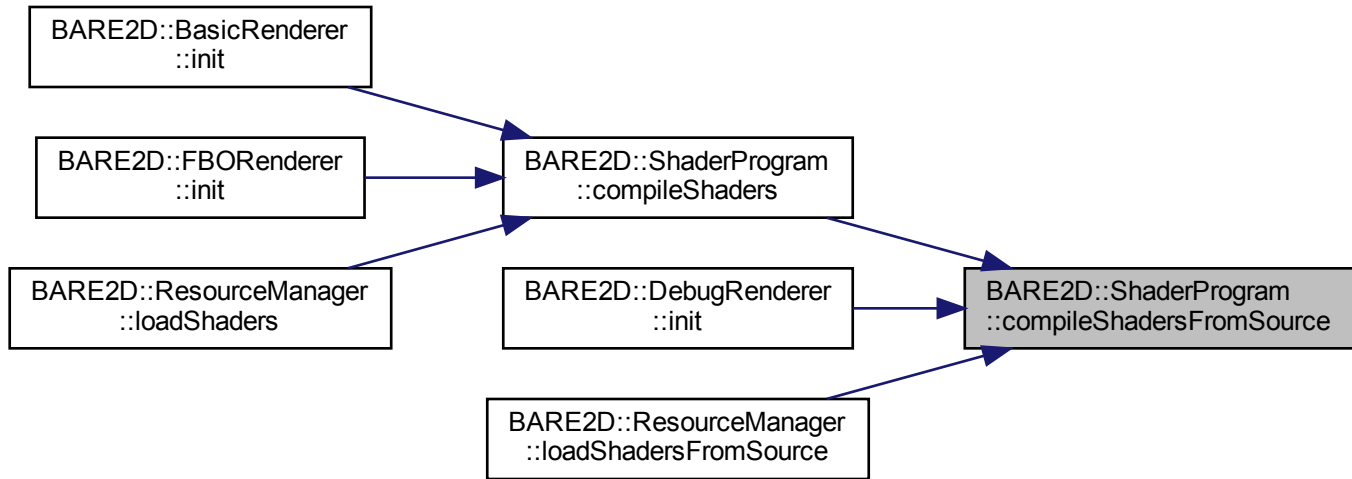 BARE2D::BasicRenderer
::init
BARE2D::FBORenderer
::init
BARE2D::ResourceManager
::loadShaders
BARE2D::ShaderProgram
::compileShaders
BARE2D::DebugRenderer
::init
BARE2D::ResourceManager
::loadShadersFromSource
BARE2D::ShaderProgram
::compileShadersFromSource